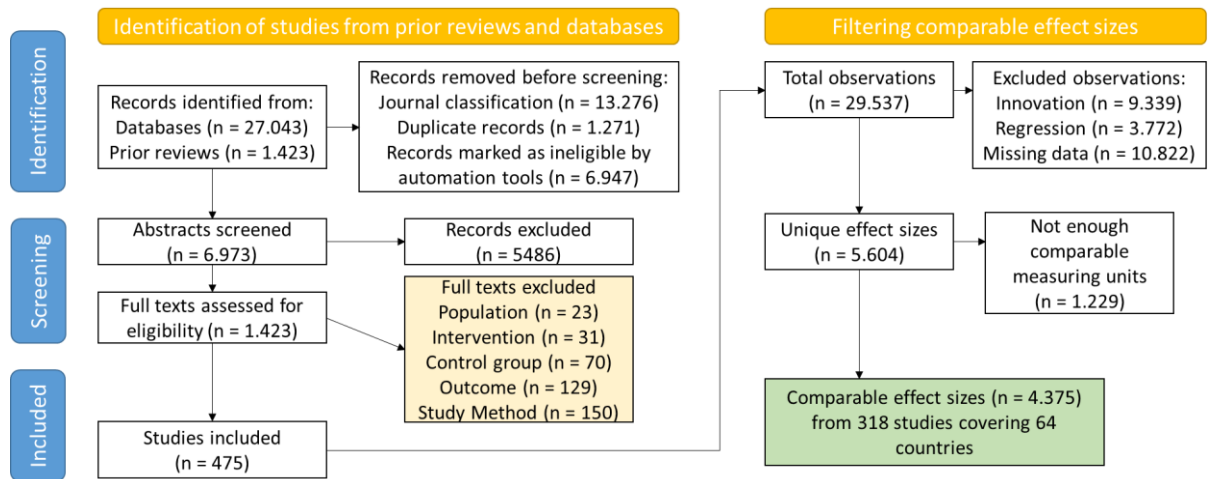 Identification of studies from prior reviews and databases
Filtering comparable effect sizes
Identification
Records identified from:
Databases (n = 27.043)
Prior reviews (n = 1.423)
Records removed before screening:
Journal classification (n = 13.276)
Duplicate records (n = 1.271)
Records marked as ineligible by
automation tools (n = 6.947)
Total observations
(n = 29.537)
Excluded observations:
Innovation (n = 9.339)
Regression (n = 3.772)
Missing data (n = 10.822)
Screening
Abstracts screened
(n = 6.973)
Records excluded
(n = 5486)
Unique effect sizes
(n = 5.604)
Not enough
comparable
measuring units
(n = 1.229)
Full texts assessed for
eligibility (n = 1.423)
Full texts excluded
Population (n = 23)
Intervention (n = 31)
Control group (n = 70)
Outcome (n = 129)
Study Method (n = 150)
Included
Studies included
(n = 475)
Comparable effect sizes (n = 4.375)
from 318 studies covering 64
countries